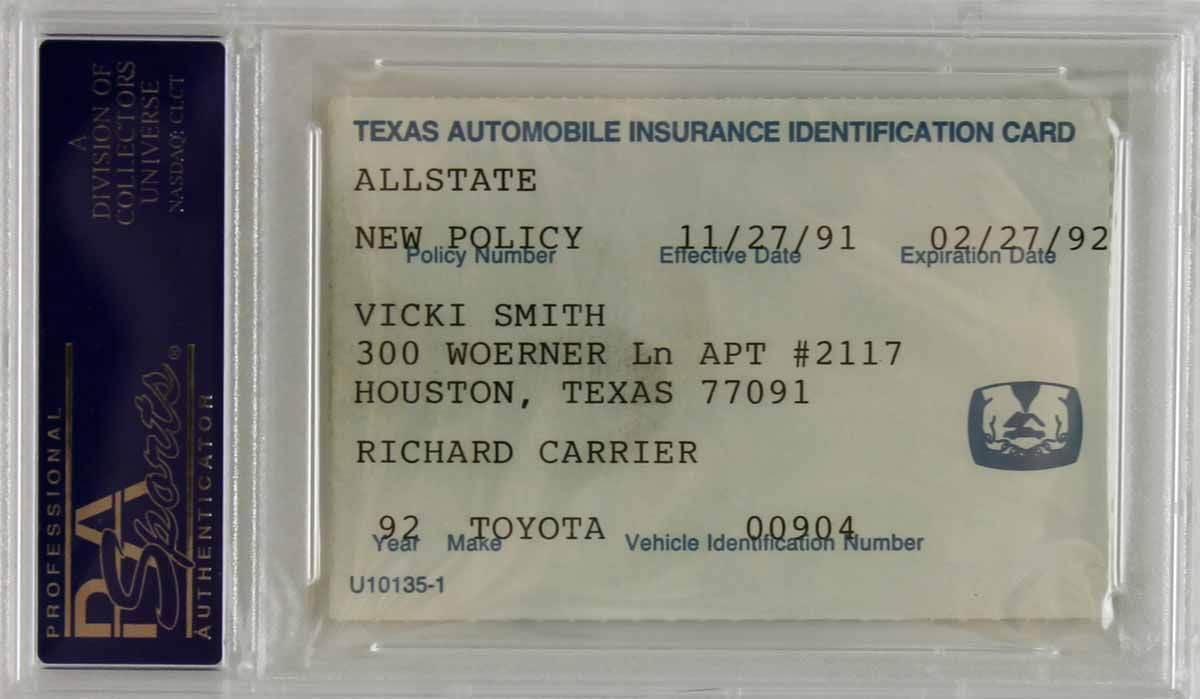 A
DIVISION OF
COLLECTORS
UNIVERSE
NASDAQ: CLCT
PROFESSIONAL
PSA
Sports®
AUTHENTICATOR
TEXAS AUTOMOBILE INSURANCE IDENTIFICATION CARD
ALLSTATE
NEW POLICY 11/27/91 02/27/92
Policy Number Effective Date Expiration Date
VICKI SMITH
300 WOERNER Ln APT #2117
HOUSTON, TEXAS 77091
RICHARD CARRIER
92 TOYOTA 00904
Year Make Vehicle Identification Number
U10135-1